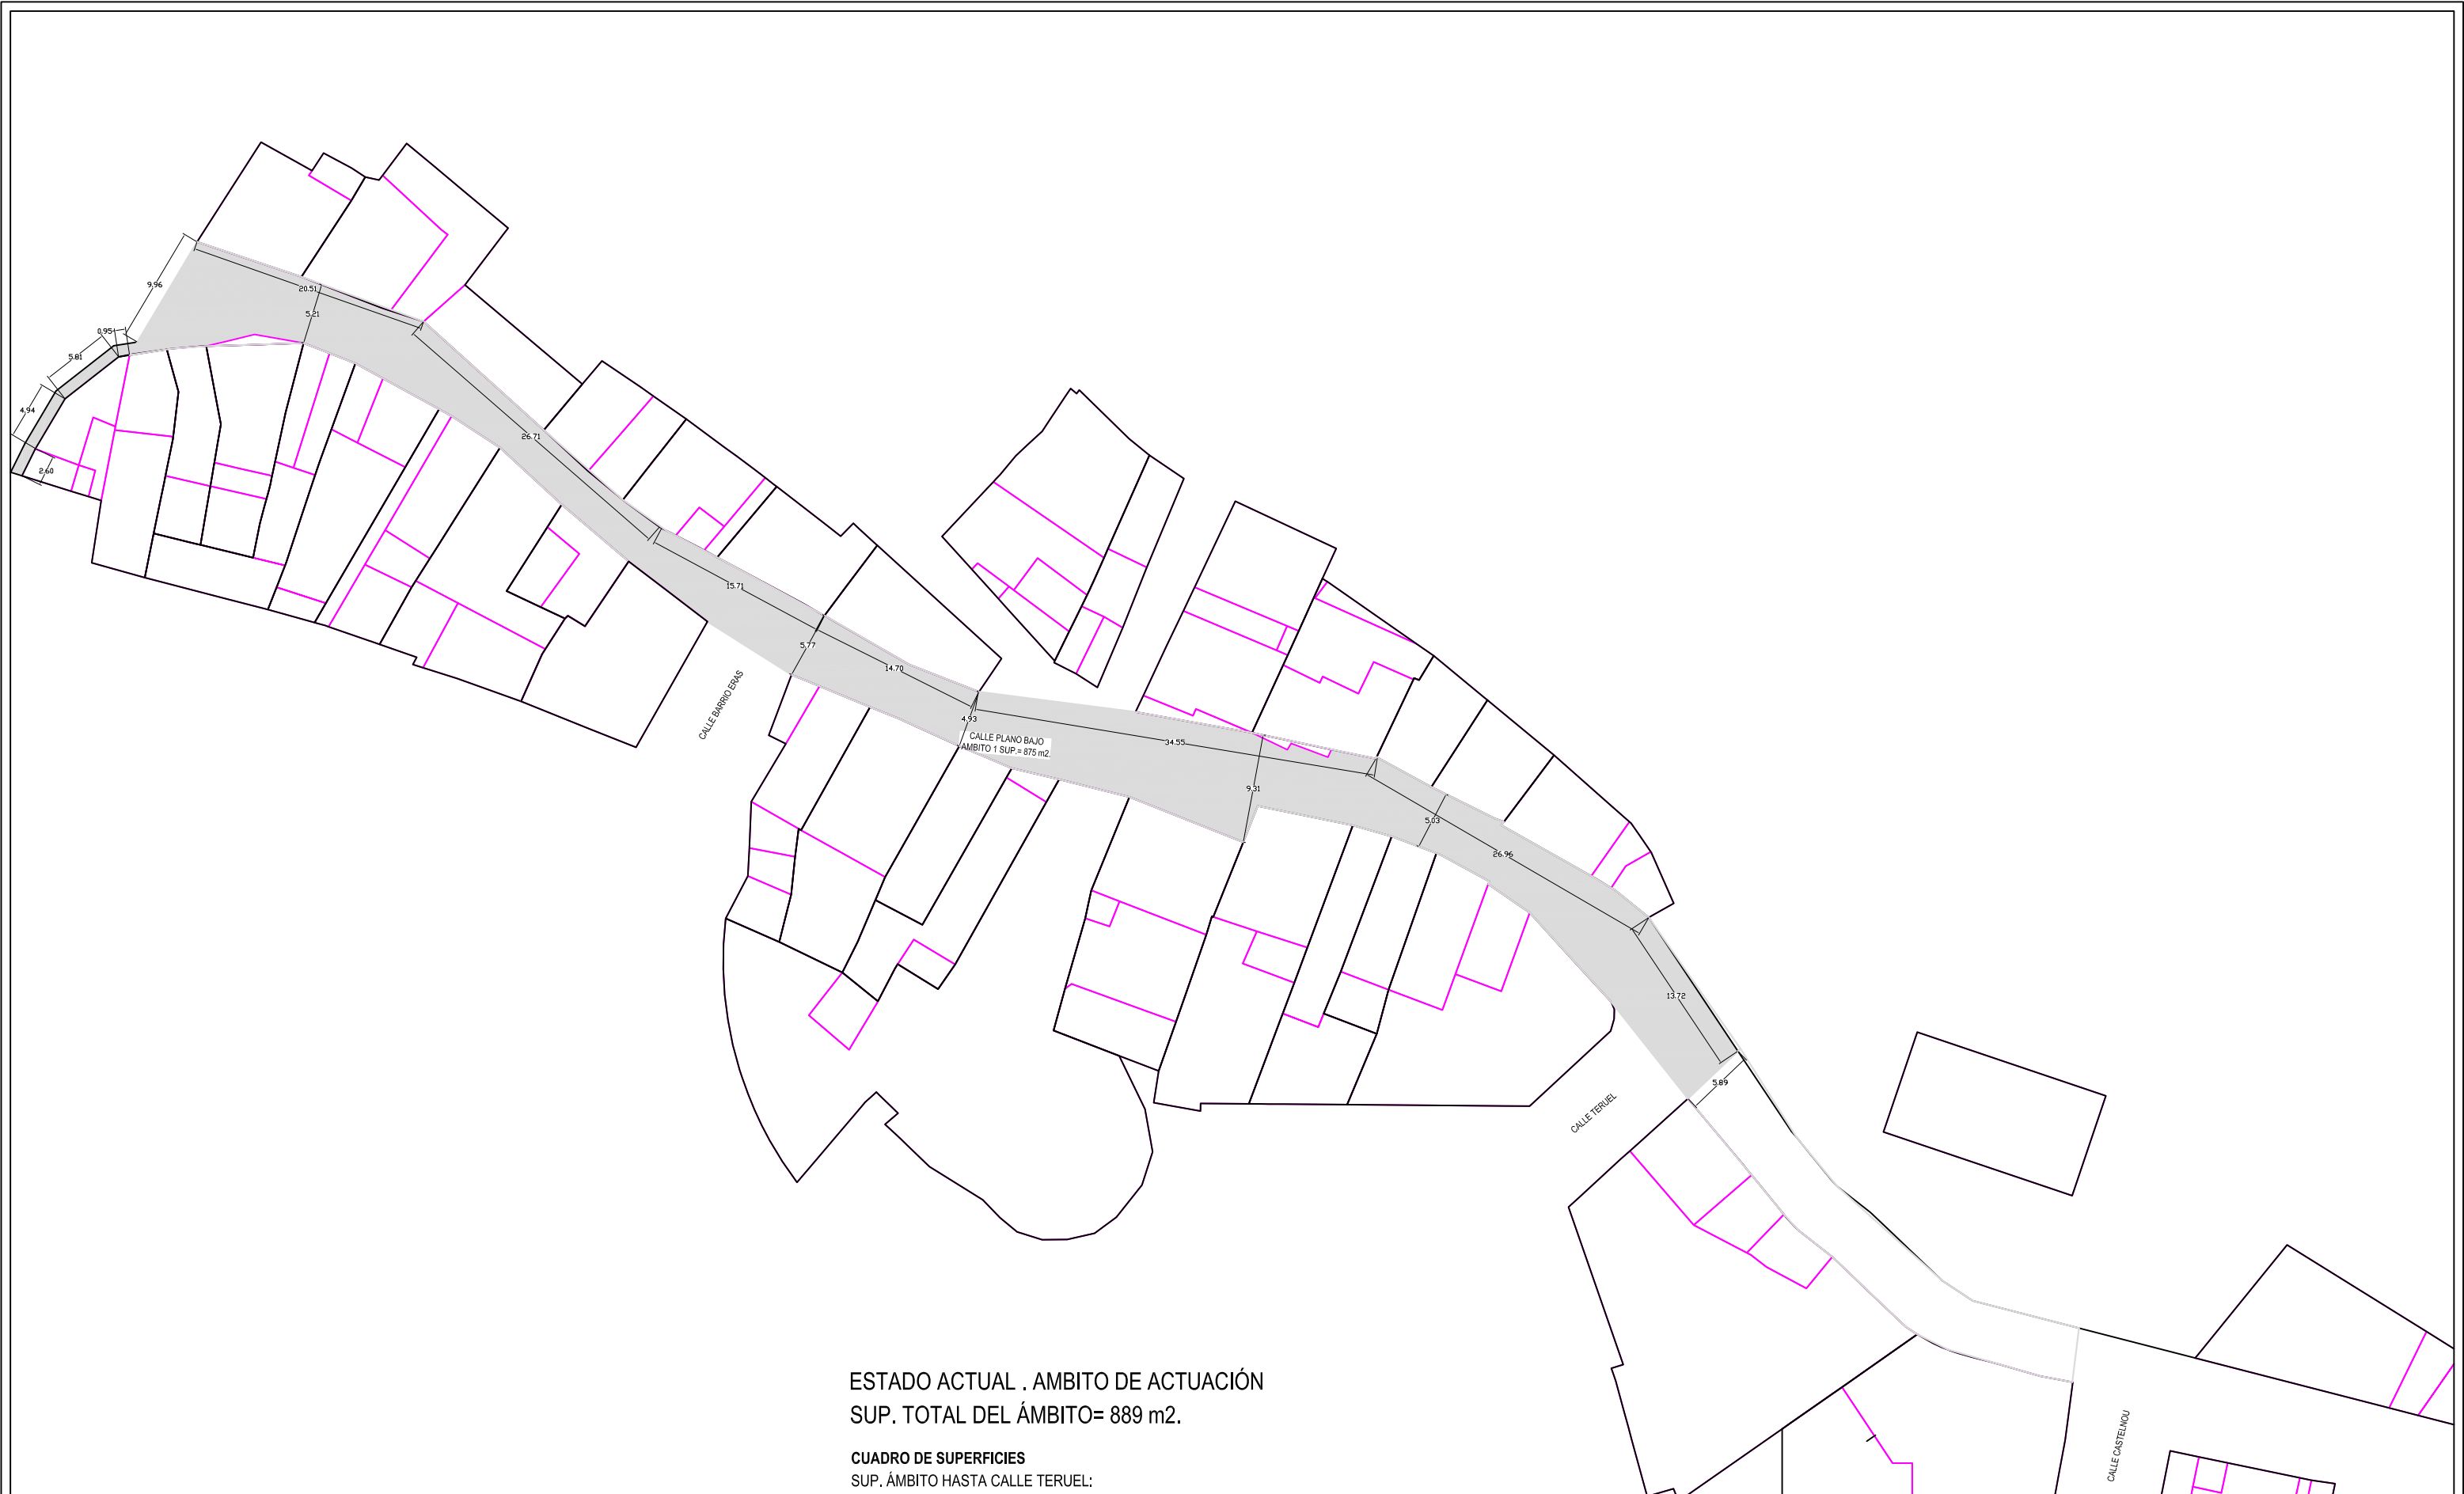 9.96
20.51
5.21
0.95
5.81
4.94
2.60
26.71
15.71
5.77
14.70
CALLE BARRIO ERAS
4.93
CALLE PLANO BAJO
AMBITO 1 SUP.= 875 m2.
34.55
9.31
5.03
26.96
13.72
5.89
CALLE TERUEL
CALLE CASTELNOU
ESTADO ACTUAL . AMBITO DE ACTUACIÓN
SUP. TOTAL DEL ÁMBITO= 889 m2.
CUADRO DE SUPERFICIES
SUP. ÁMBITO HASTA CALLE TERUEL: